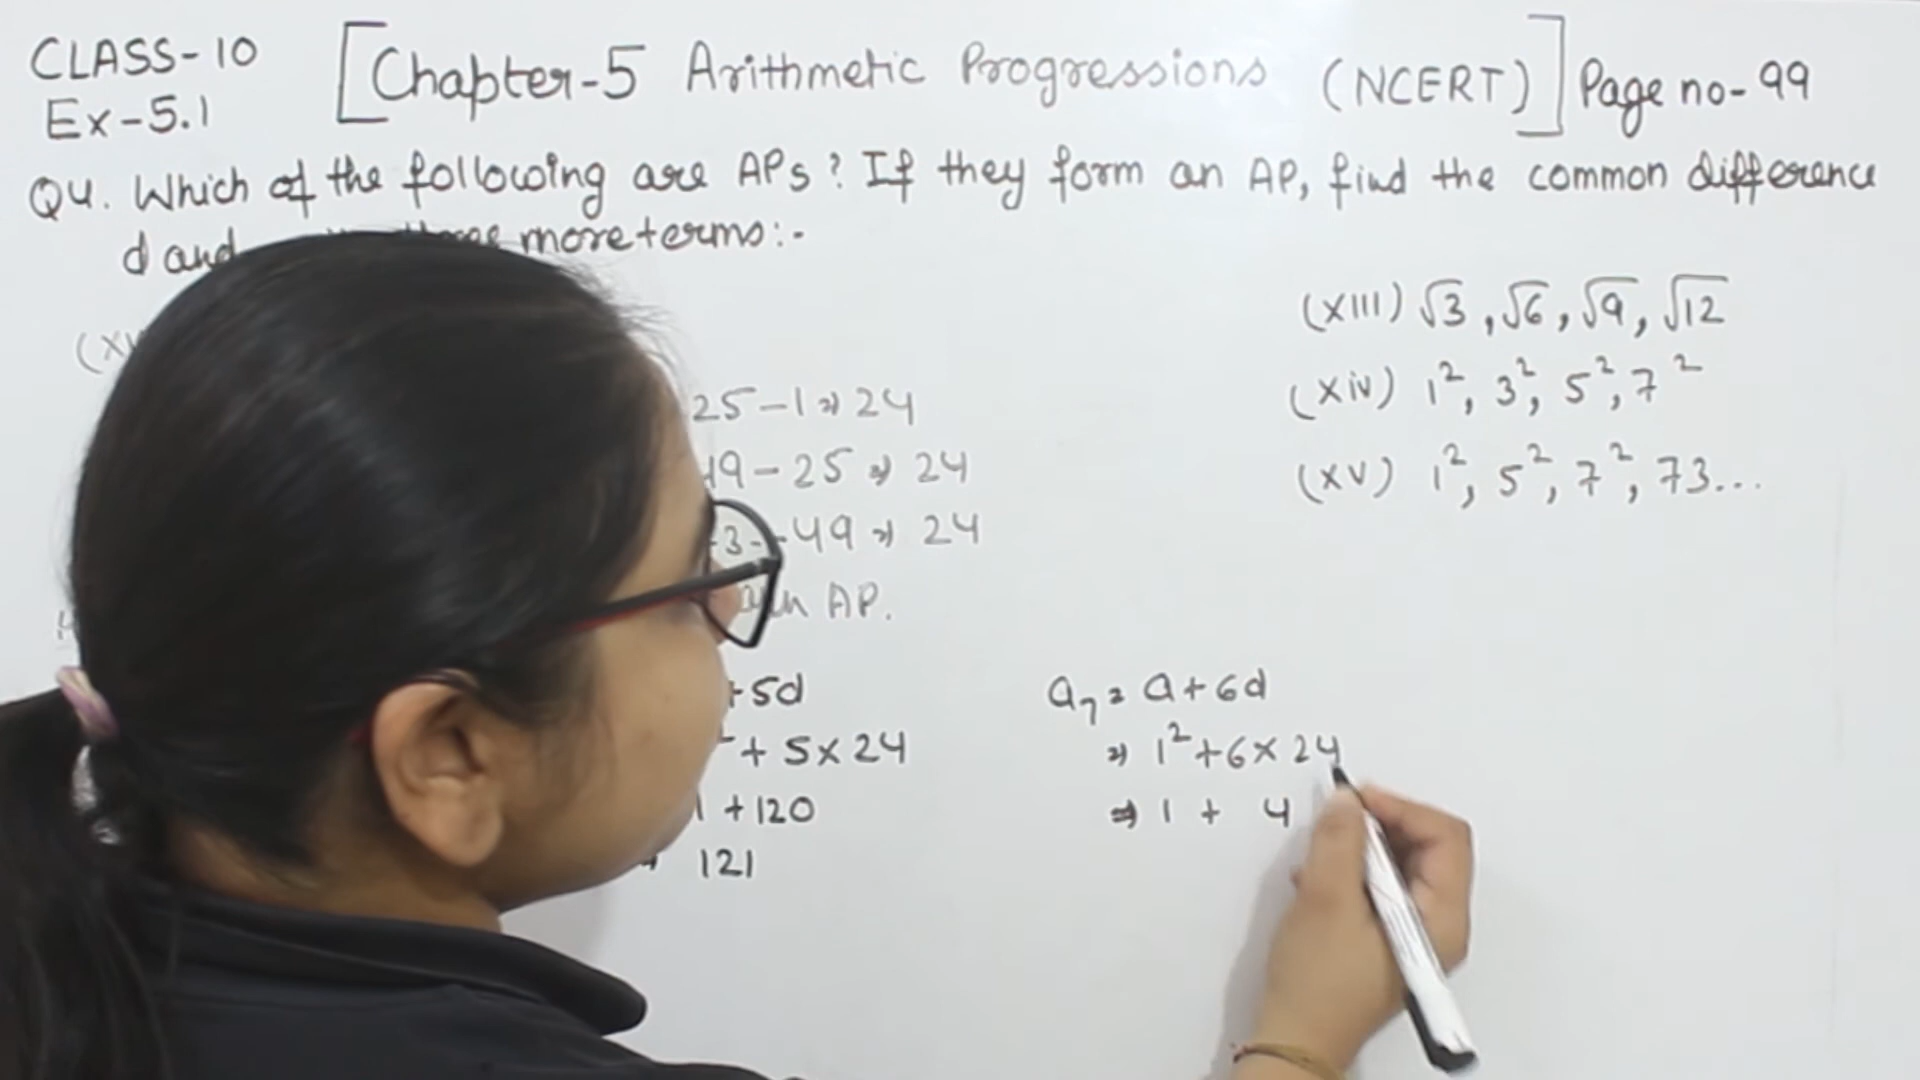 CLASS-10
Ex-5.1
[Chapter-5 Arithmetic Progressions (NCERT)] Page no-99
Q4. Which of the following are APs? If they form an AP, find the common difference
d and more terms:-
(XIII) √3, √6, √9, √12
(xiv) 1², 3², 5², 7²
(XV) 1², 5², 7², 73...
25-1⇒24
49-25⇒24
73-49⇒24
AP.
+5d
+5×24
1+120
⇒ 121
a₇=a+6d
⇒ 1²+6×24
⇒ 1+ 4